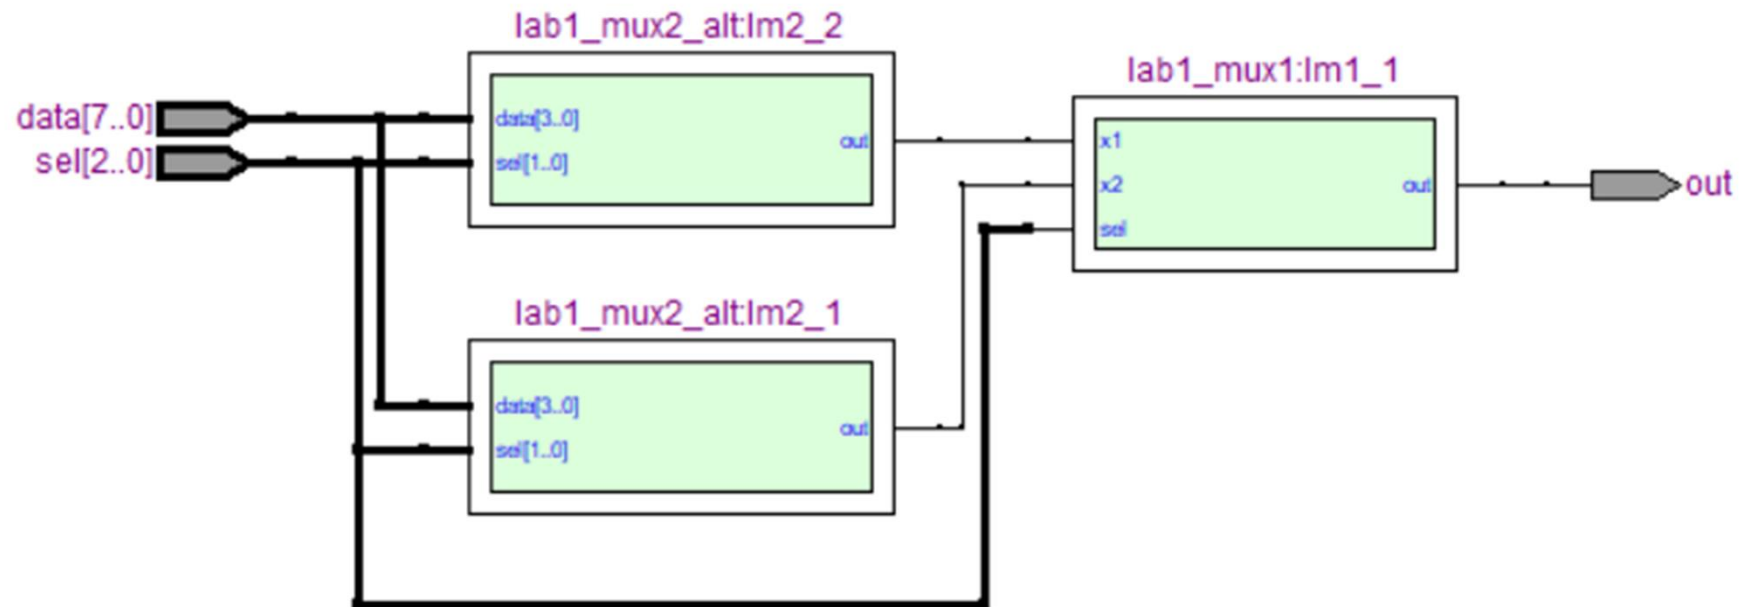 lab1_mux2_alt:lm2_2
lab1_mux1:lm1_1
data[7..0]
data[3..0]
out
x1
sel[2..0]
sel[1..0]
x2
out
out
sel
lab1_mux2_alt:lm2_1
data[3..0]
out
sel[1..0]